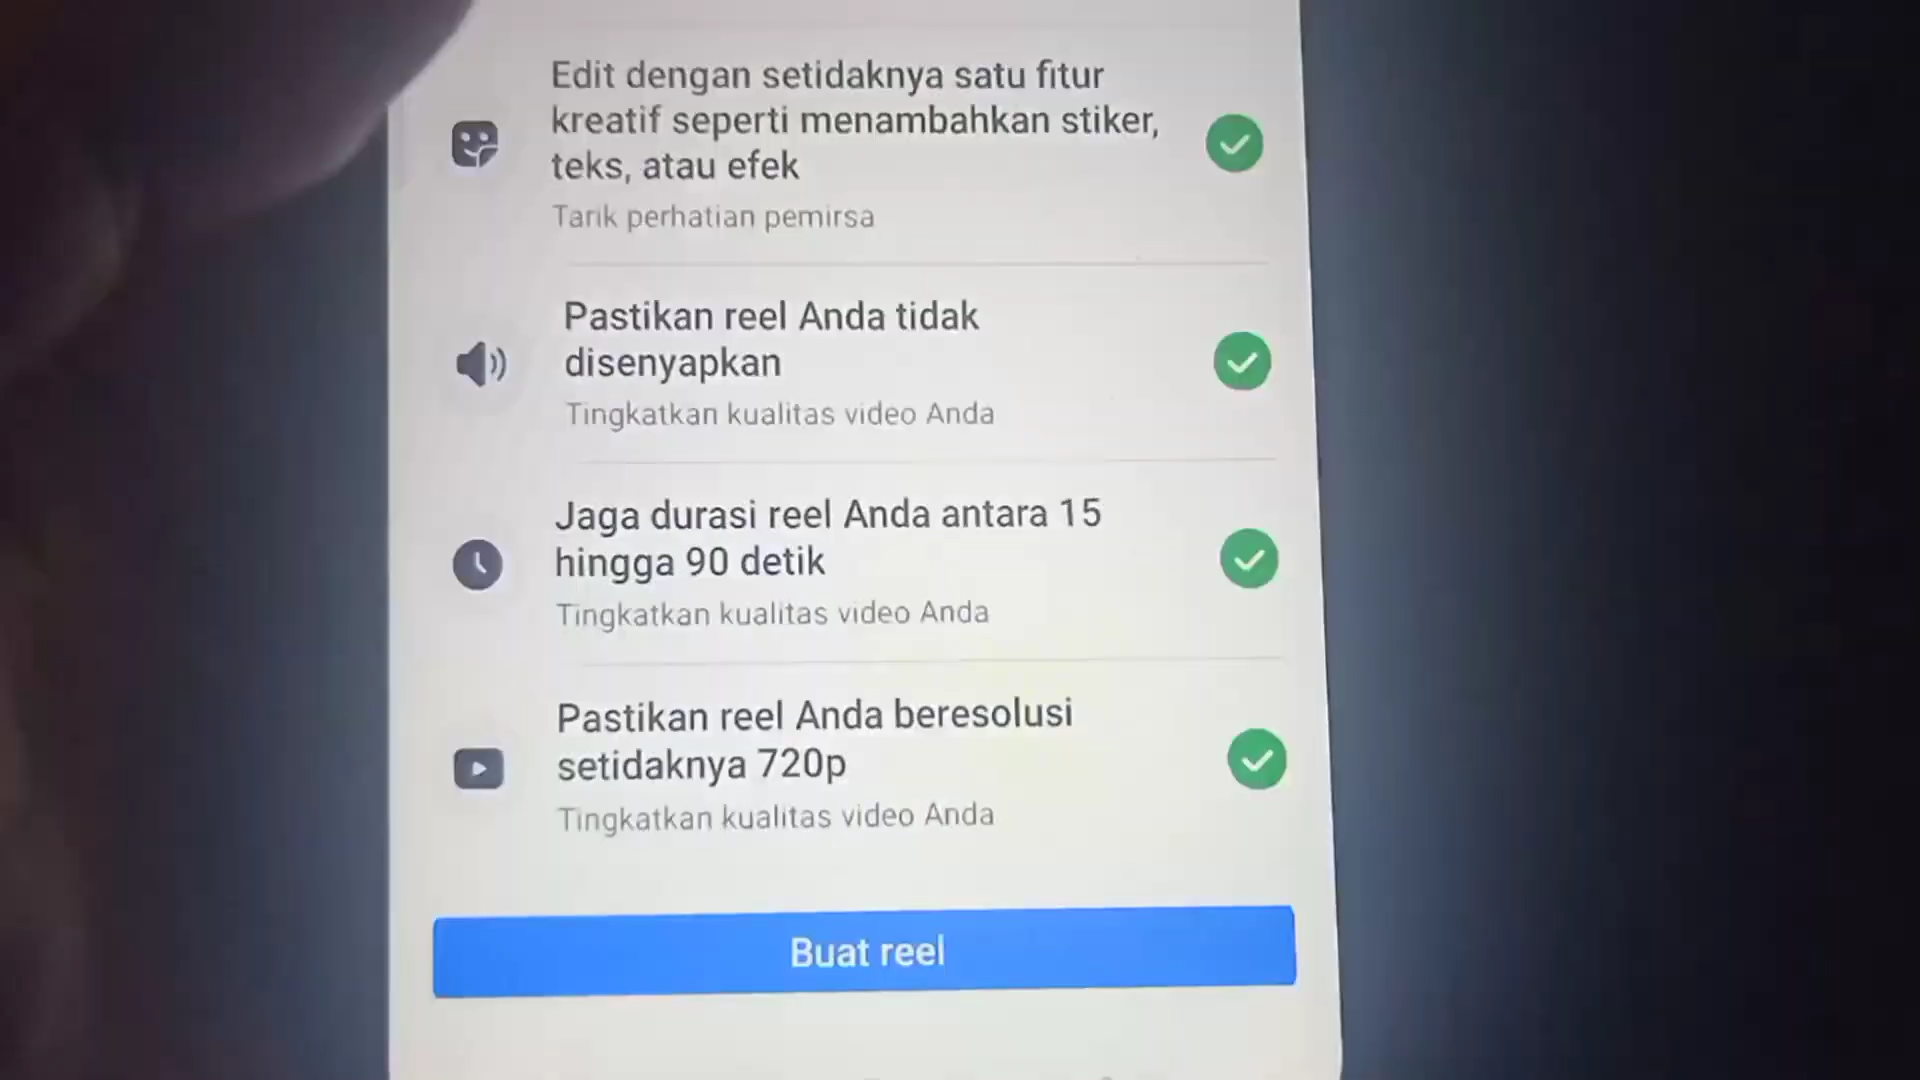 Edit dengan setidaknya satu fitur
kreatif seperti menambahkan stiker,
teks, atau efek
Tarik perhatian pemirsa
Pastikan reel Anda tidak
disenyapkan
Tingkatkan kualitas video Anda
Jaga durasi reel Anda antara 15
hingga 90 detik
Tingkatkan kualitas video Anda
Pastikan reel Anda beresolusi
setidaknya 720p
Tingkatkan kualitas video Anda
Buat reel